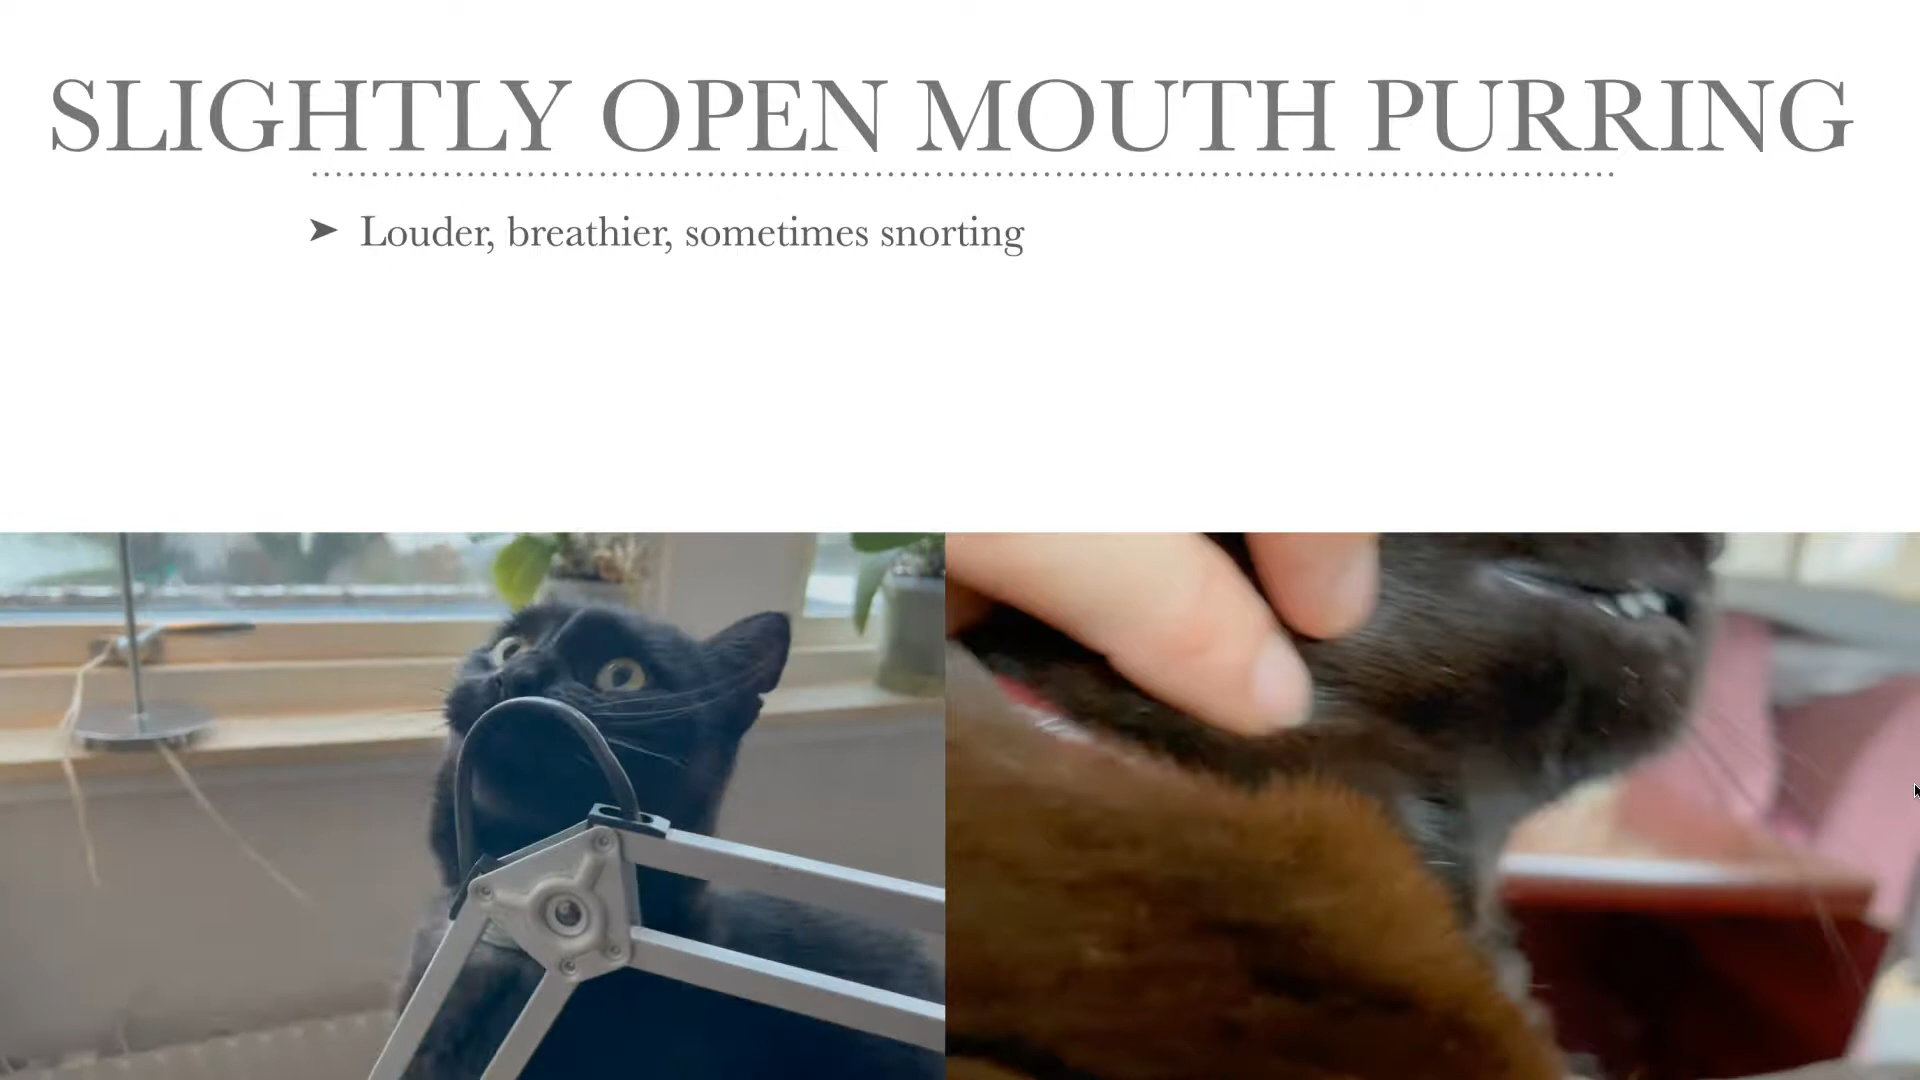 SLIGHTLY OPEN MOUTH PURRING
➤ Louder, breathier, sometimes snorting